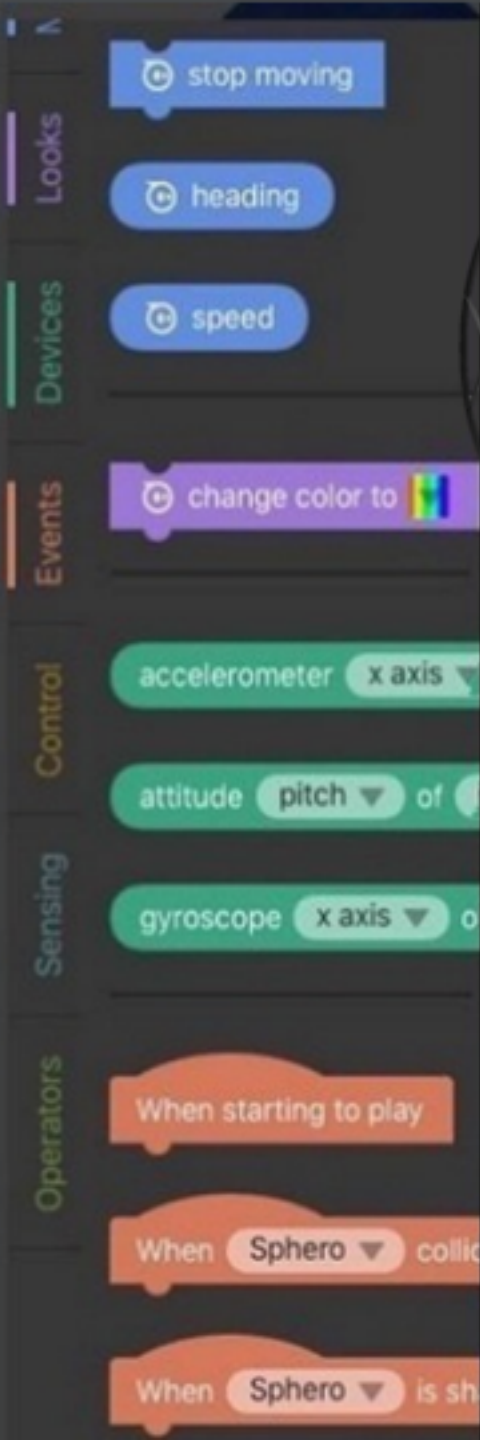 Looks
Devices
Events
Control
Sensing
Operators
stop moving
heading
speed
change color to
accelerometer x axis
attitude pitch of
gyroscope x axis
When starting to play
When Sphero
When Sphero is